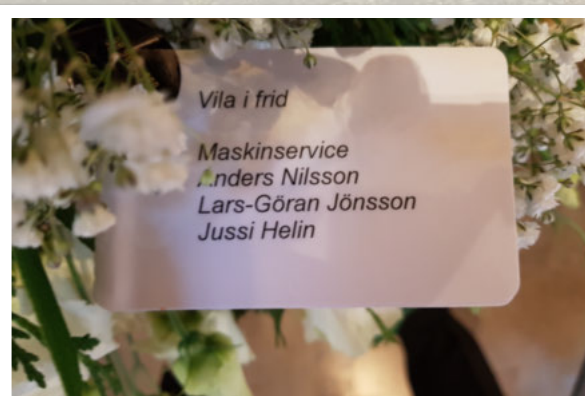 Vila i frid
Maskinservice
Anders Nilsson
Lars-Göran Jönsson
Jussi Helin